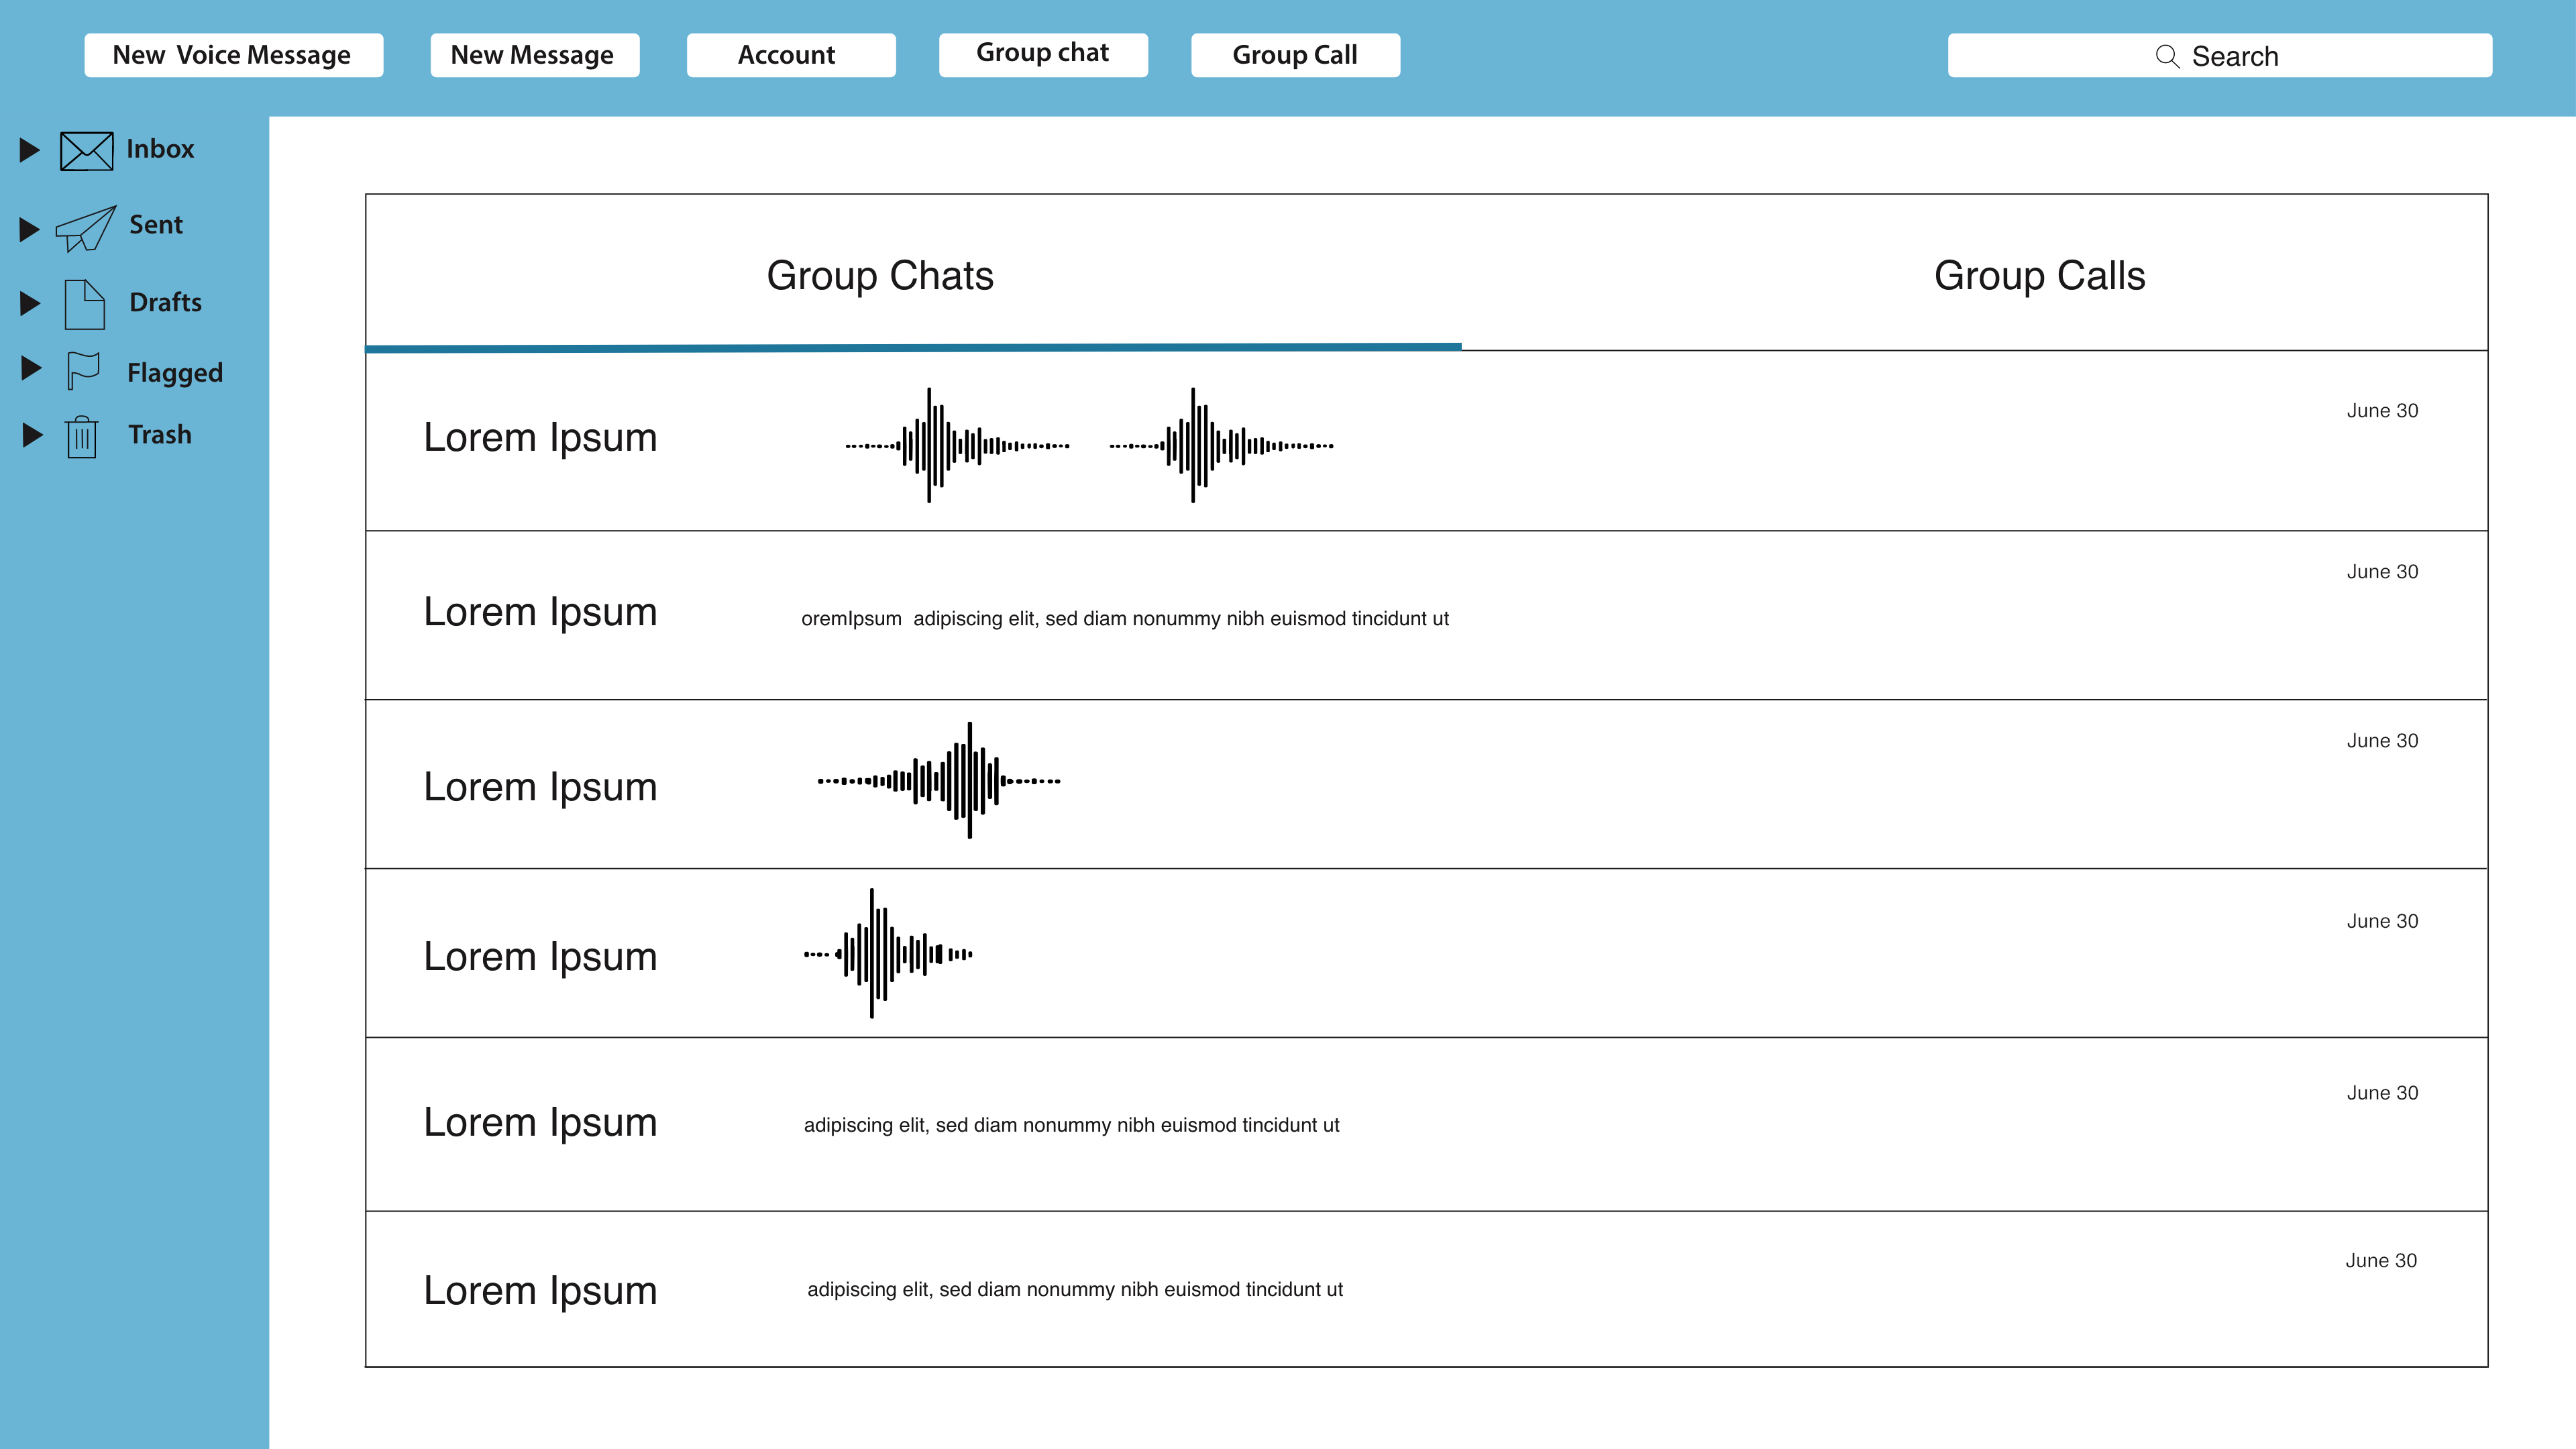 New  Voice Message
New Message
Account
Group chat
Group Call
Search
Inbox
Sent
Drafts
Flagged
Trash
Group Chats
Group Calls
Lorem Ipsum
June 30
Lorem Ipsum
oremIpsum  adipiscing elit, sed diam nonummy nibh euismod tincidunt ut
June 30
Lorem Ipsum
June 30
Lorem Ipsum
June 30
Lorem Ipsum
adipiscing elit, sed diam nonummy nibh euismod tincidunt ut
June 30
Lorem Ipsum
adipiscing elit, sed diam nonummy nibh euismod tincidunt ut
June 30